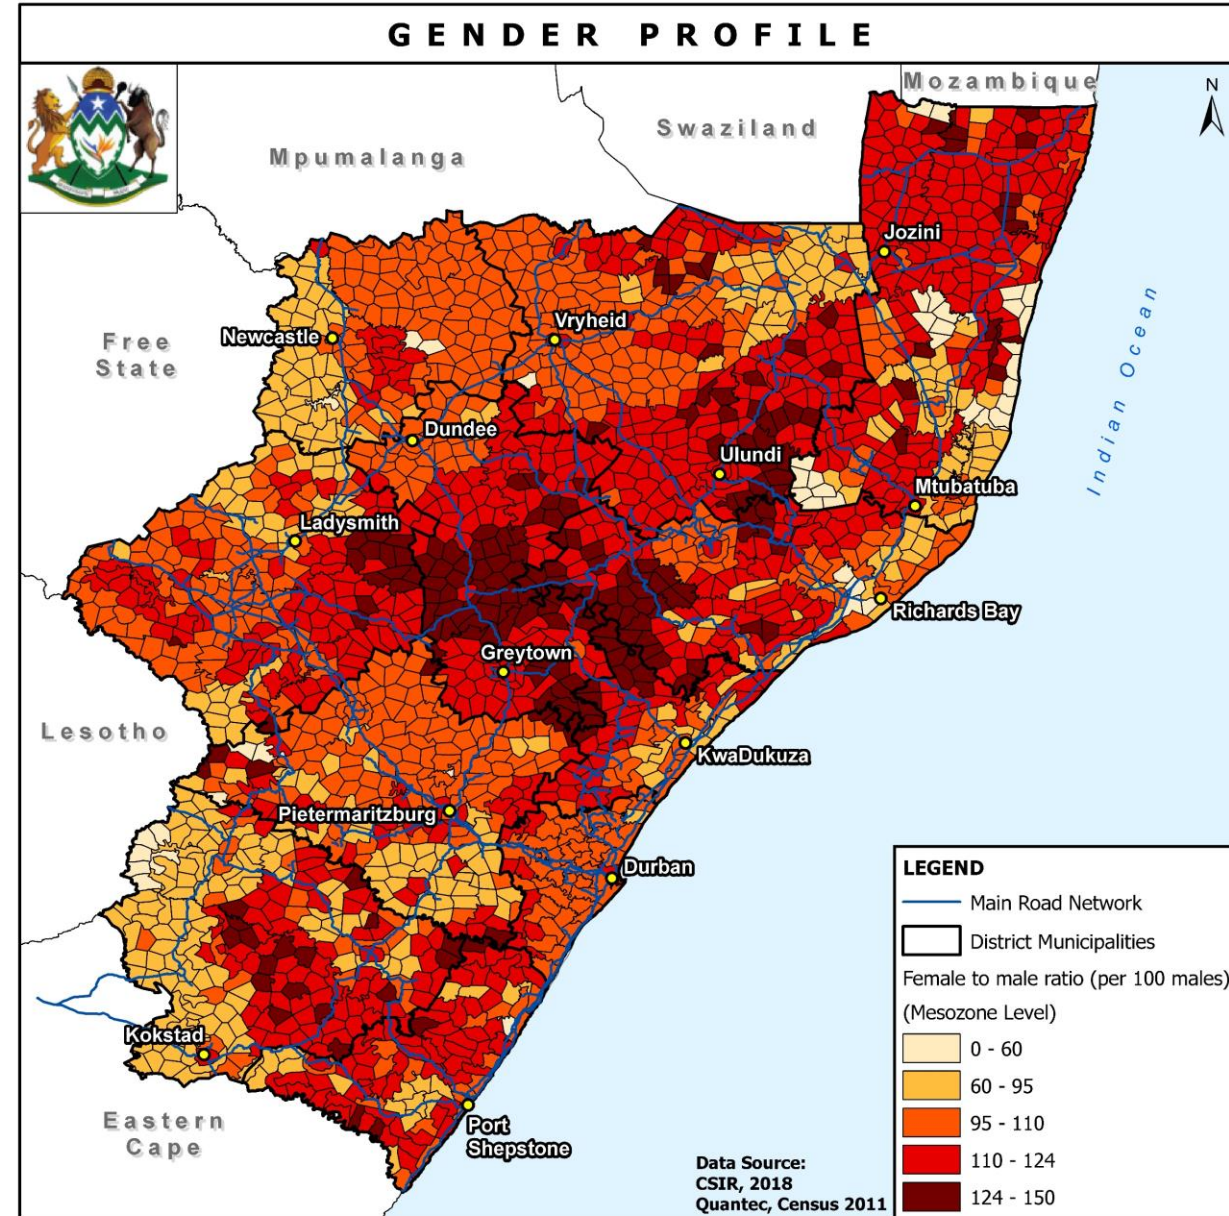 GENDER PROFILE
Mozambique
N
Swaziland
Mpumalanga
Jozini
Free
State
Newcastle
Vryheid
Indian Ocean
Dundee
Ulundi
Mtubatuba
Ladysmith
Richards Bay
Greytown
Lesotho
KwaDukuza
Pietermaritzburg
Durban
Kokstad
Eastern
Cape
Port
Shepstone
Data Source:
CSIR, 2018
Quantec, Census 2011
LEGEND
Main Road Network
District Municipalities
Female to male ratio (per 100 males)
(Mesozone Level)
0 - 60
60 - 95
95 - 110
110 - 124
124 - 150